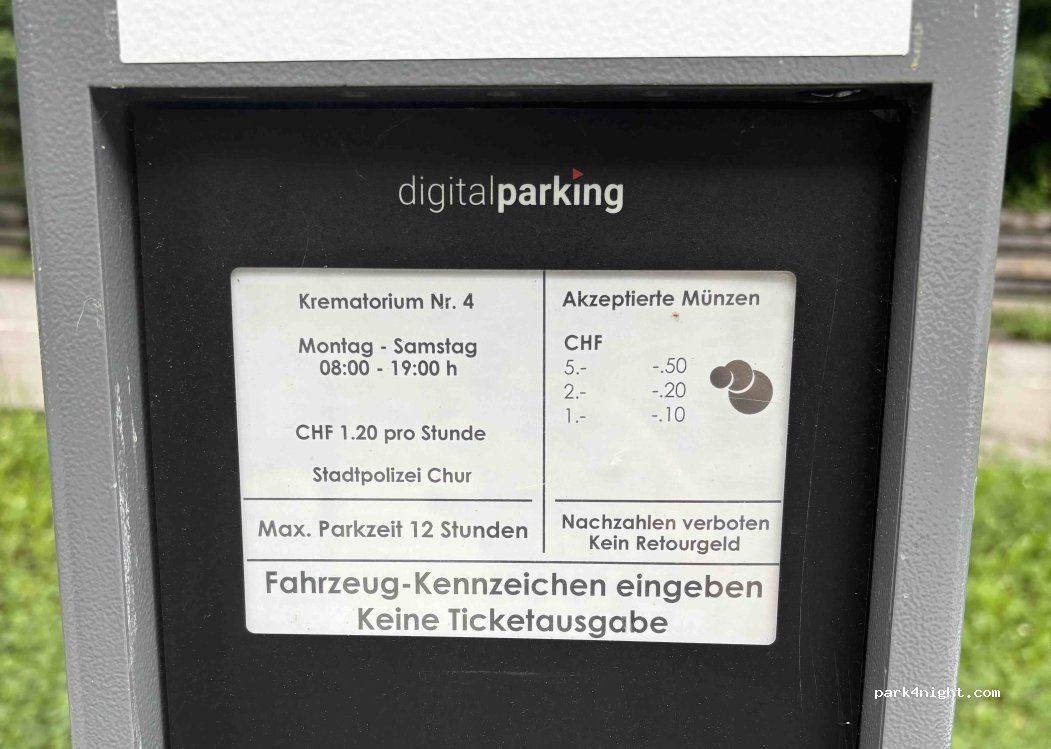 digitalparking
Krematorium Nr. 4
Montag - Samstag
08:00 - 19:00 h
CHF 1.20 pro Stunde
Stadtpolizei Chur
Max. Parkzeit 12 Stunden
Akzeptierte Münzen
CHF
5.- -.50
2.- -.20
1.- -.10
Nachzahlen verboten
Kein Retourgeld
Fahrzeug-Kennzeichen eingeben
Keine Ticketausgabe
park4night.com